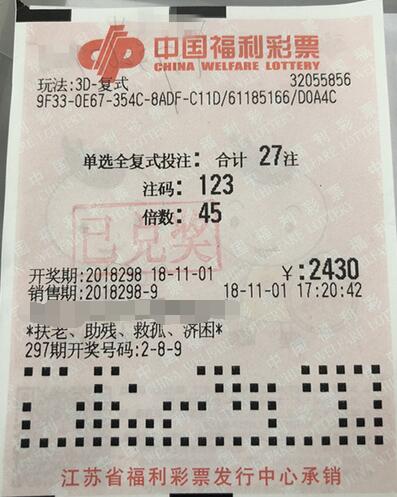 中国福利彩票
CHINA WELFARE LOTTERY
玩法:3D-复式 32055856
9F33-0E67-354C-8ADF-C11D/61185166/D0A4C
单选全复式投注: 合计 27注
注码: 123
倍数: 45
已兑奖
开奖期:2018298 18-11-01 ¥:2430
销售期:2018298-9 18-11-01 17:20:42
*扶老、助残、救孤、济困*
297期开奖号码:2-8-9
江苏省福利彩票发行中心承销